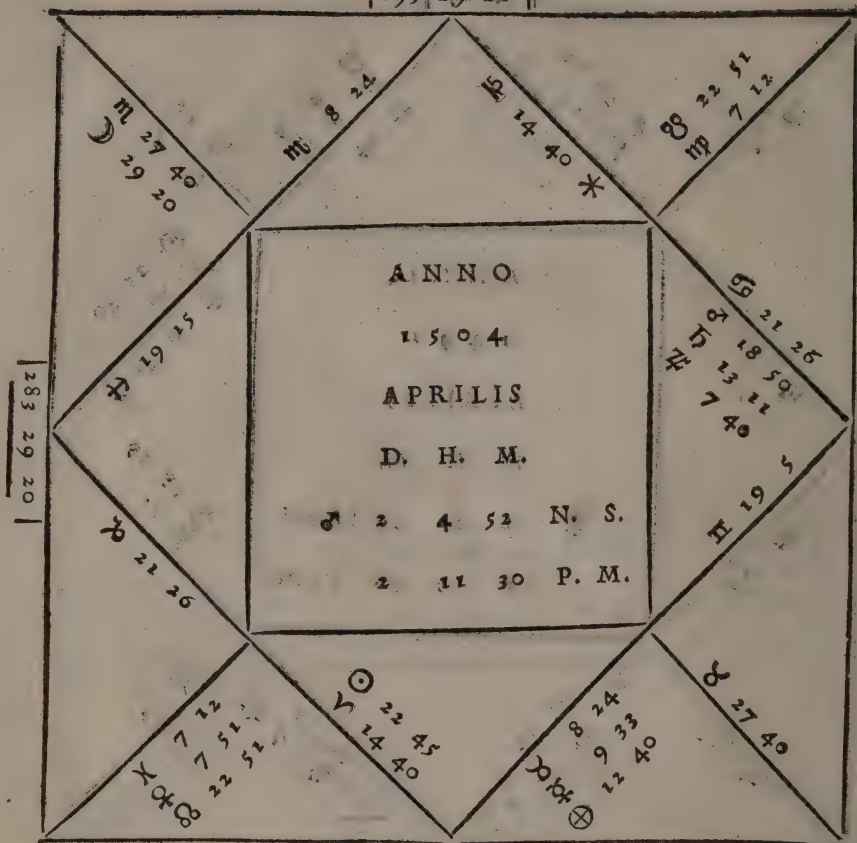 ♏ 27 40
☽ 29 20
♏ 8 24
♎ 14 40 *
☋ 22 51
♍ 7 12
♐ 19 15
283 29 20
ANNO
1504
APRILIS
D. H. M.
♂ 2 4 52 N. S.
2 11 30 P. M.
♋ 21 26
♂ 18 50
♄ 13 11
♃ 7 40
♊ 19 5
♑ 21 26
♓ 7 12
♀ 7 51
☊ 22 51
☉ 22 45
♈ 14 40
♉ 8 24
☿ 9 33
⊗ 12 40
♉ 27 40